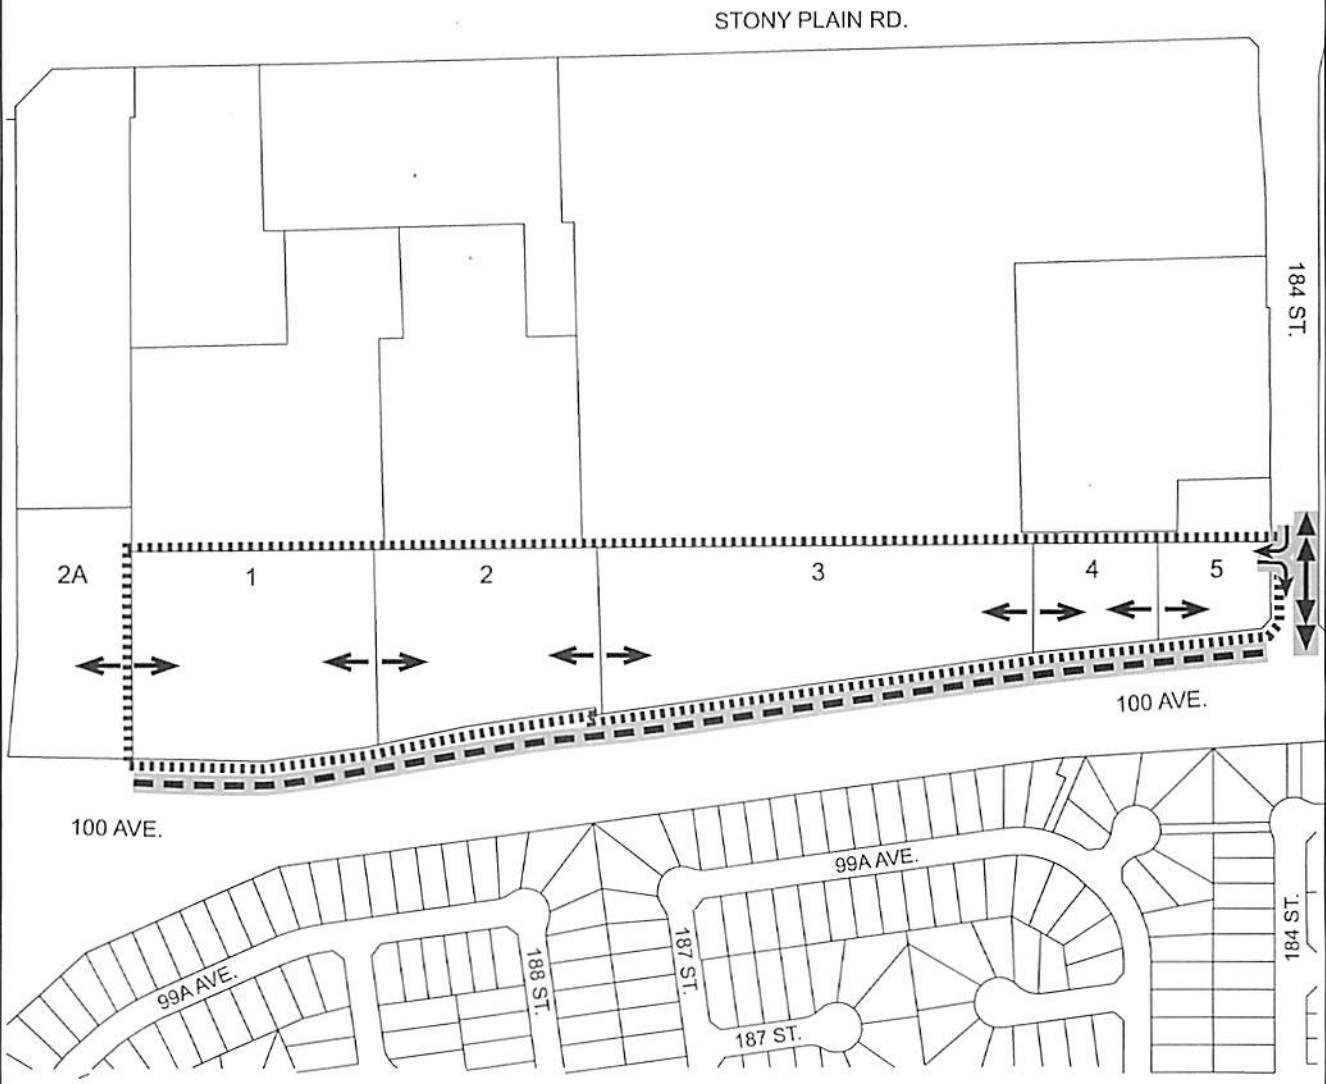 STONY PLAIN RD.
184 ST.
2A
1
2
3
4
5
100 AVE.
100 AVE.
99A AVE.
184 ST.
187 ST.
188 ST.
99A AVE.
187 ST.